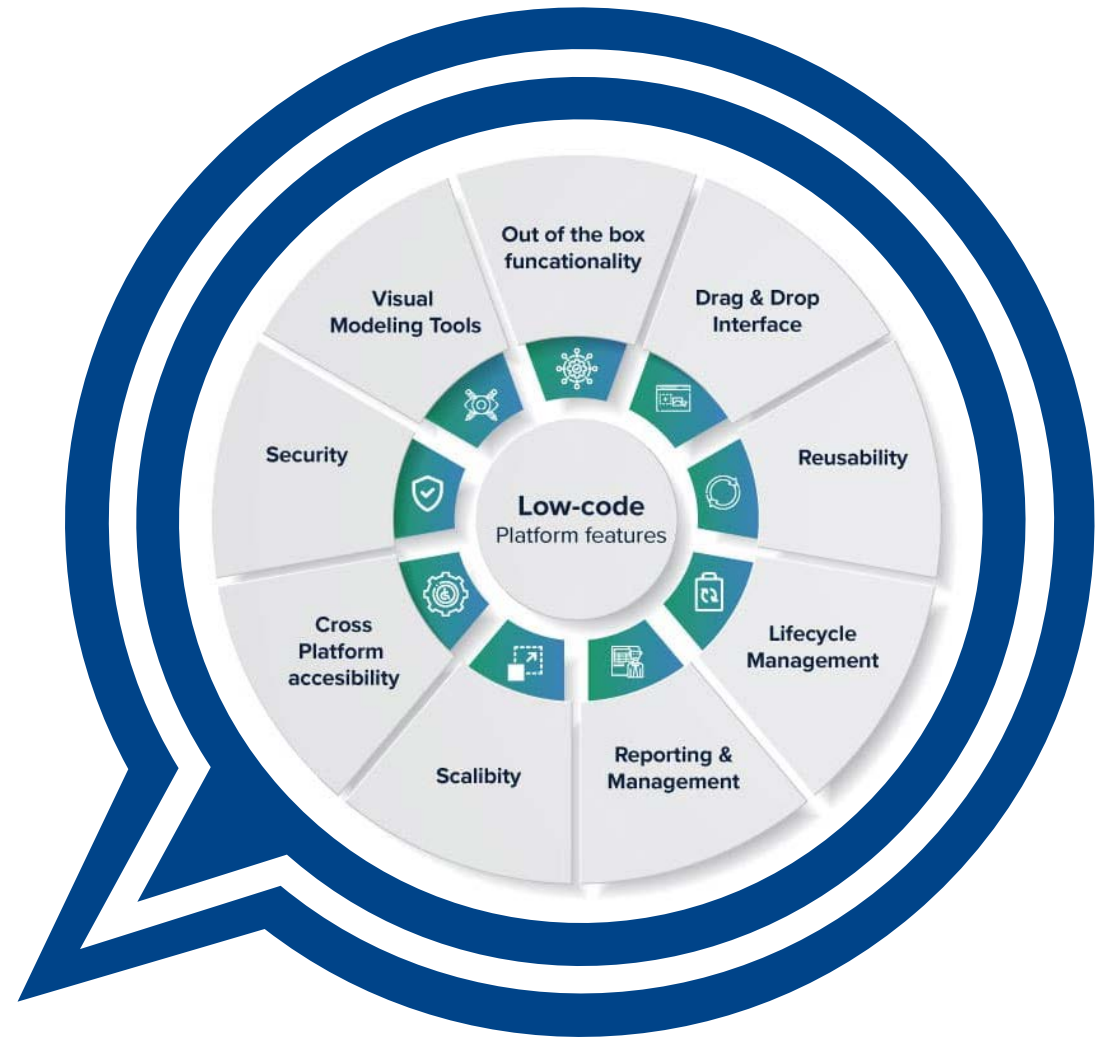 Out of the box
funcationality
Drag & Drop
Interface
Reusability
Lifecycle
Management
Reporting &
Management
Scalibity
Cross
Platform
accesibility
Security
Visual
Modeling Tools
Low-code
Platform features